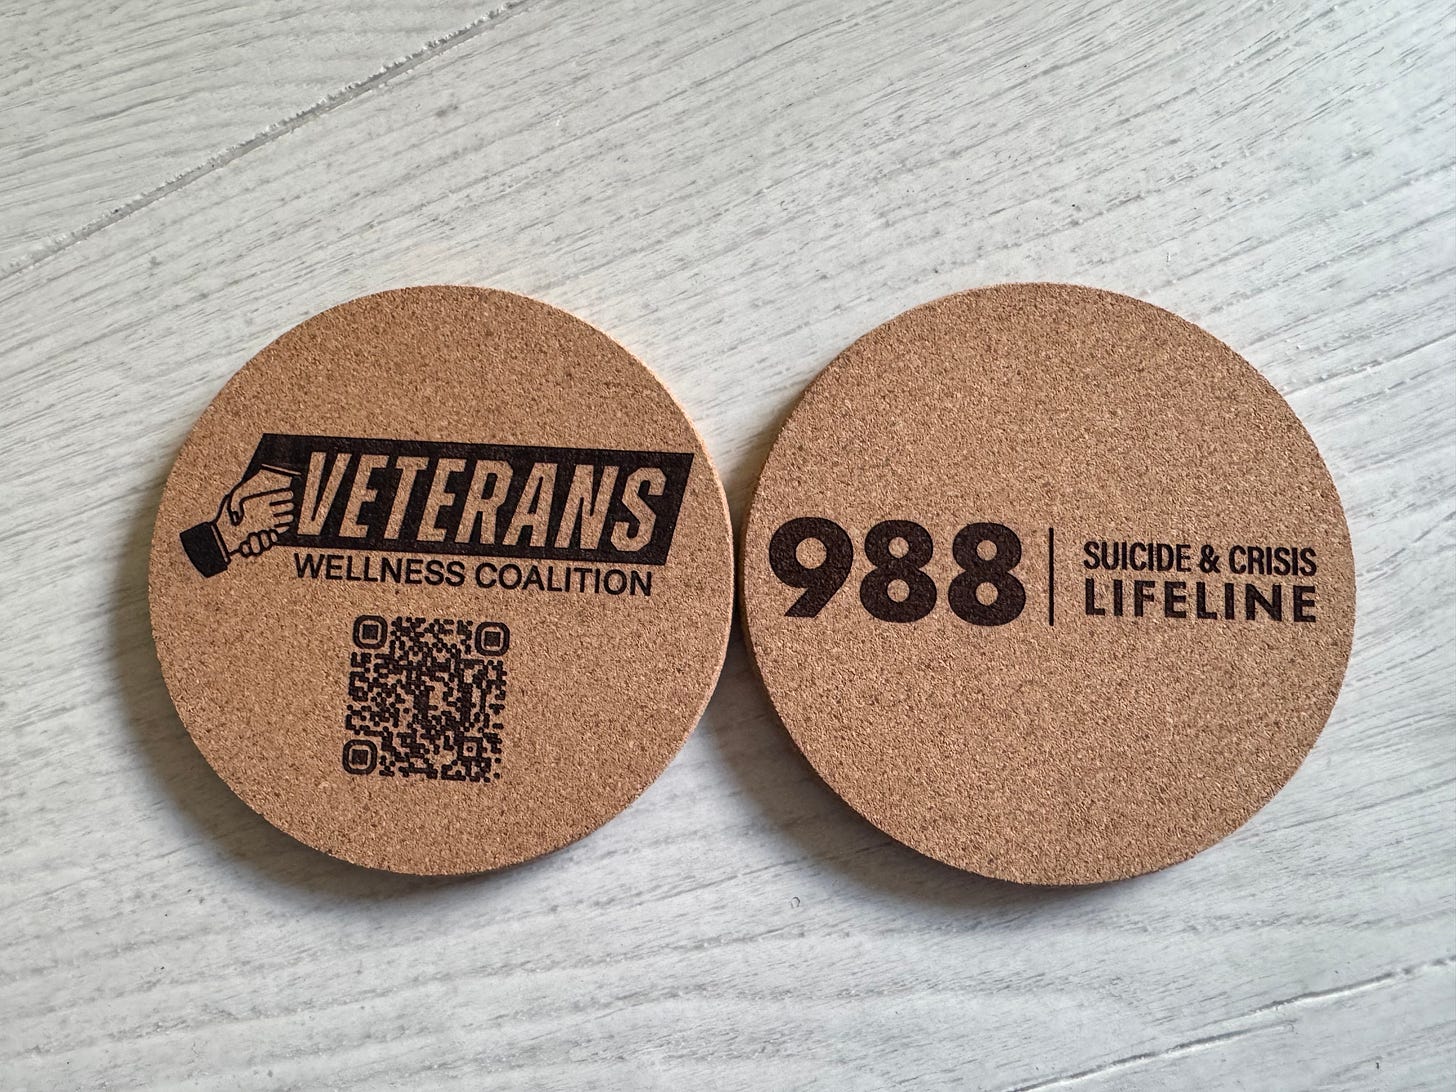 VETERANS
WELLNESS COALITION
988
SUICIDE & CRISIS
LIFELINE